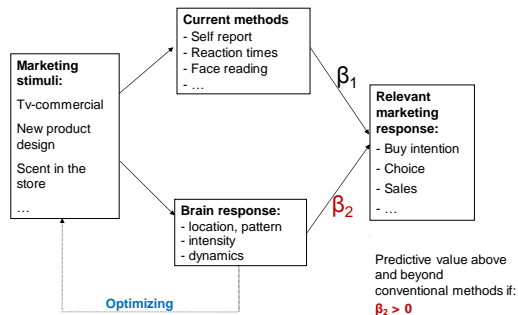 Marketing
stimuli:
Tv-commercial
New product
design
Scent in the
store
…
Current methods
- Self report
- Reaction times
- Face reading
- …
β1
Relevant
marketing
response:
- Buy intention
- Choice
- Sales
- …
Brain response:
- location, pattern
- intensity
- dynamics
β2
Optimizing
Predictive value above
and beyond
conventional methods if:
β2 > 0